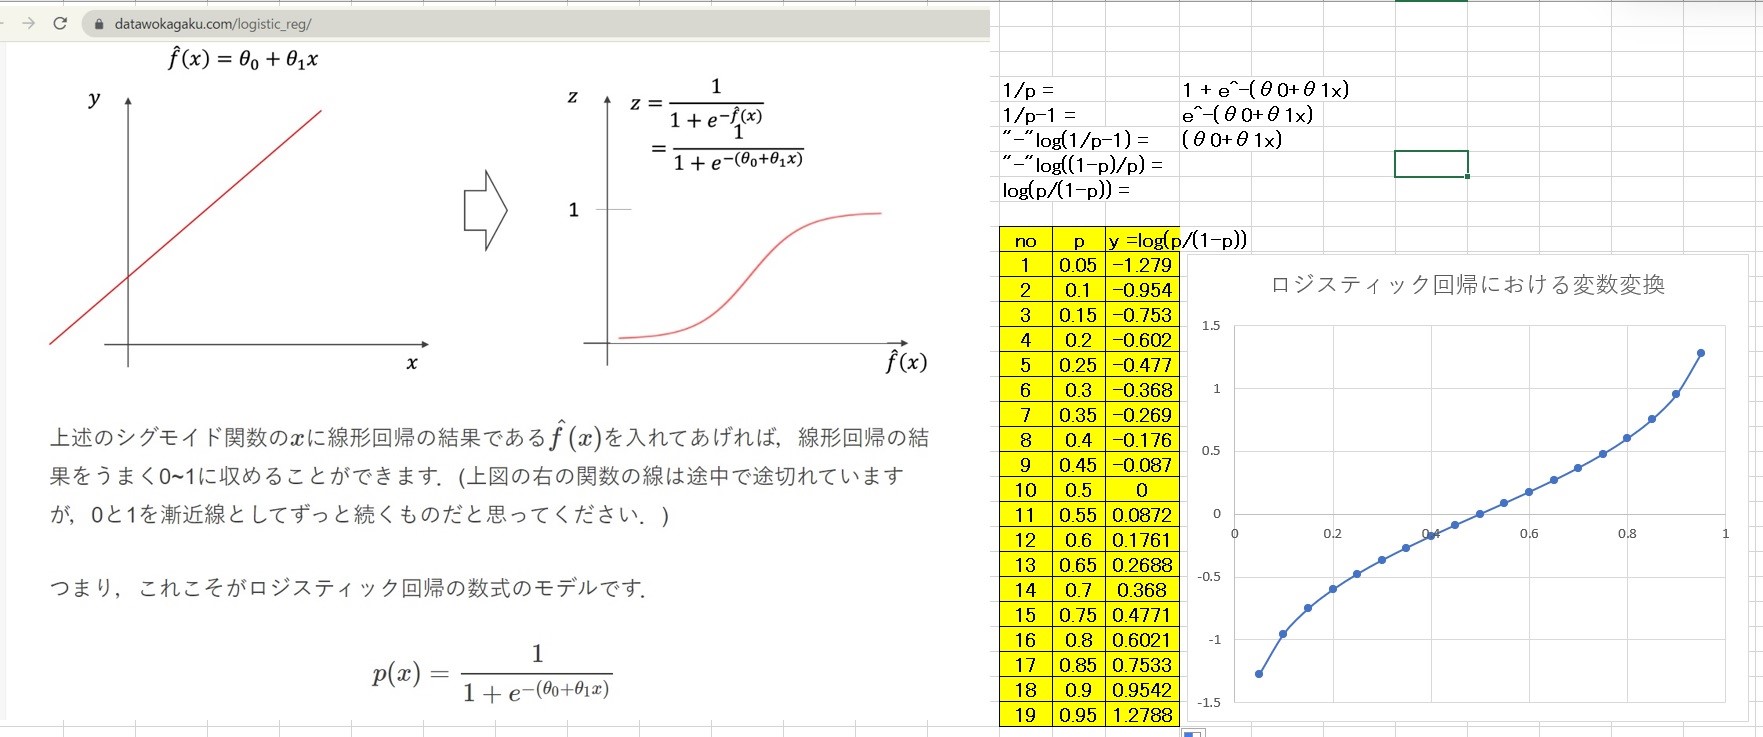 datawokagaku.com/logistic_reg/
f̂(x) = θ₀ + θ₁x
y
x
z
z = 1 / (1 + e^−f̂(x))
= 1 / (1 + e^−(θ₀+θ₁x))
1
f̂(x)
上述のシグモイド関数のxに線形回帰の結果であるf̂(x)を入れてあげれば，線形回帰の結
果をうまく0~1に収めることができます．(上図の右の関数の線は途中で途切れています
が，0と1を漸近線としてずっと続くものだと思ってください．)
つまり，これこそがロジスティック回帰の数式のモデルです．
p(x) = 1 / (1 + e^−(θ₀+θ₁x))
1/p = 1 + e^-(θ0+θ1x)
1/p-1 = e^-(θ0+θ1x)
"-"log(1/p-1) = (θ0+θ1x)
"-"log((1-p)/p) =
log(p/(1-p)) =
no p y =log(p/(1-p))
1 0.05 -1.279
2 0.1 -0.954
3 0.15 -0.753
4 0.2 -0.602
5 0.25 -0.477
6 0.3 -0.368
7 0.35 -0.269
8 0.4 -0.176
9 0.45 -0.087
10 0.5 0
11 0.55 0.0872
12 0.6 0.1761
13 0.65 0.2688
14 0.7 0.368
15 0.75 0.4771
16 0.8 0.6021
17 0.85 0.7533
18 0.9 0.9542
19 0.95 1.2788
ロジスティック回帰における変数変換
1.5
1
0.5
0
-0.5
-1
-1.5
0 0.2 0.4 0.6 0.8 1